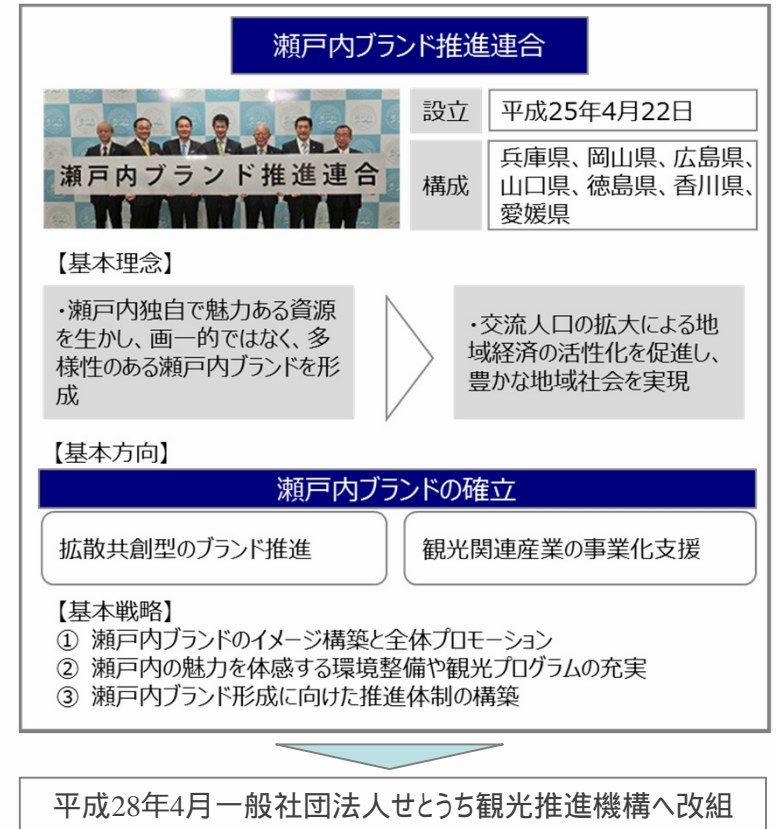 瀬戸内ブランド推進連合
瀬戸内ブランド推進連合
設立
平成25年4月22日
構成
兵庫県、岡山県、広島県、
山口県、徳島県、香川県、
愛媛県
【基本理念】
・瀬戸内独自で魅力ある資源
を生かし、画一的ではなく、多
様性のある瀬戸内ブランドを形
成
・交流人口の拡大による地
域経済の活性化を促進し、
豊かな地域社会を実現
【基本方向】
瀬戸内ブランドの確立
拡散共創型のブランド推進
観光関連産業の事業化支援
【基本戦略】
① 瀬戸内ブランドのイメージ構築と全体プロモーション
② 瀬戸内の魅力を体感する環境整備や観光プログラムの充実
③ 瀬戸内ブランド形成に向けた推進体制の構築
平成28年4月一般社団法人せとうち観光推進機構へ改組